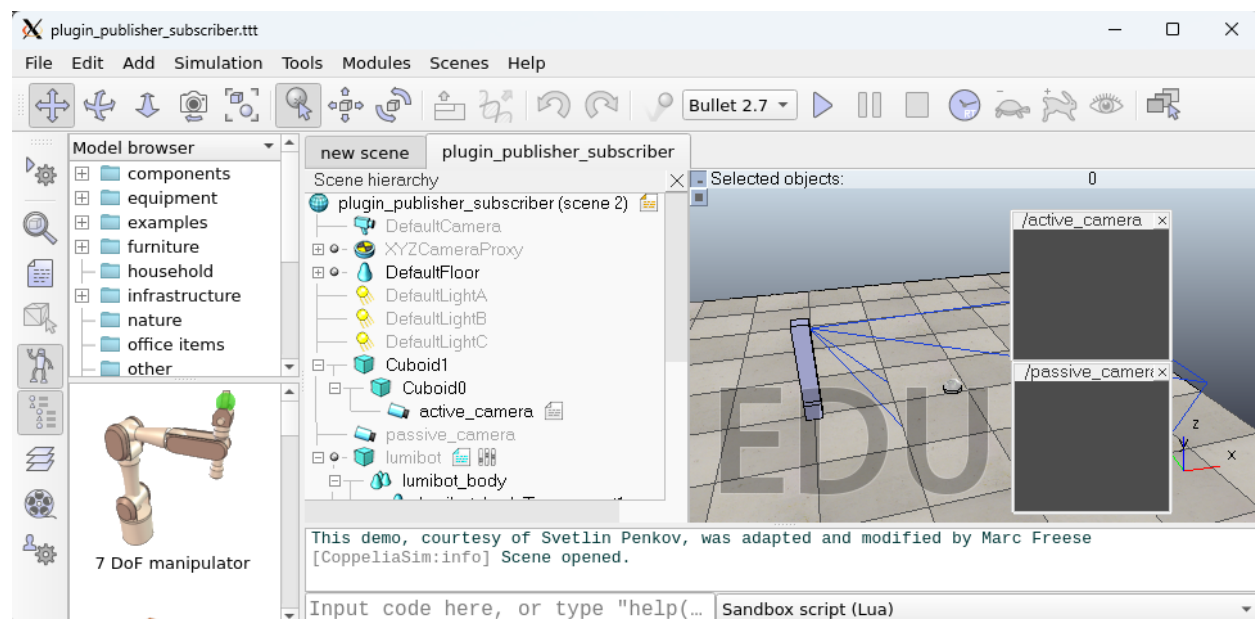 plugin_publisher_subscriber.ttt
File Edit Add Simulation Tools Modules Scenes Help
Bullet 2.7
Model browser
components
equipment
examples
furniture
household
infrastructure
nature
office items
other
7 DoF manipulator
new scene
plugin_publisher_subscriber
Scene hierarchy
plugin_publisher_subscriber (scene 2)
DefaultCamera
XYZCameraProxy
DefaultFloor
DefaultLightA
DefaultLightB
DefaultLightC
Cuboid1
Cuboid0
active_camera
passive_camera
lumibot
lumibot_body
Selected objects: 0
/active_camera
/passive_camera
EDU
z
x
This demo, courtesy of Svetlin Penkov, was adapted and modified by Marc Freese
[CoppeliaSim:info] Scene opened.
Input code here, or type "help(…
Sandbox script (Lua)